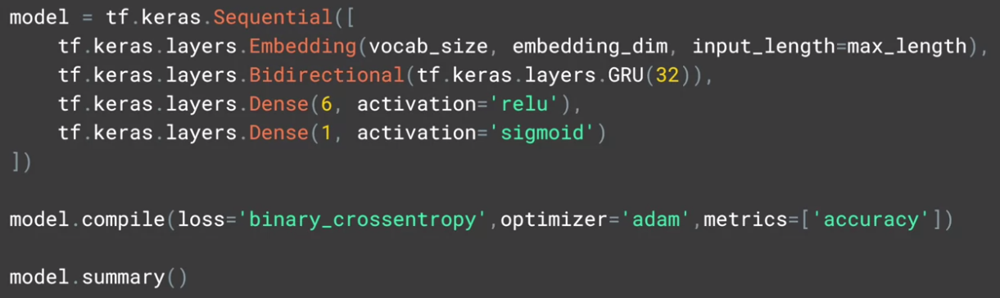 model = tf.keras.Sequential([
    tf.keras.layers.Embedding(vocab_size, embedding_dim, input_length=max_length),
    tf.keras.layers.Bidirectional(tf.keras.layers.GRU(32)),
    tf.keras.layers.Dense(6, activation='relu'),
    tf.keras.layers.Dense(1, activation='sigmoid')
])
model.compile(loss='binary_crossentropy',optimizer='adam',metrics=['accuracy'])
model.summary()